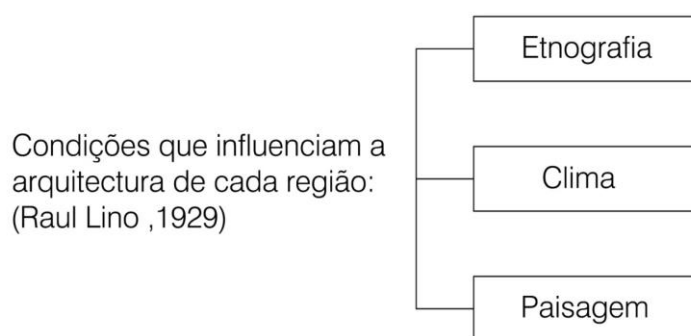 Etnografia
Condições que influenciam a
arquitectura de cada região:
(Raul Lino ,1929)
Clima
Paisagem